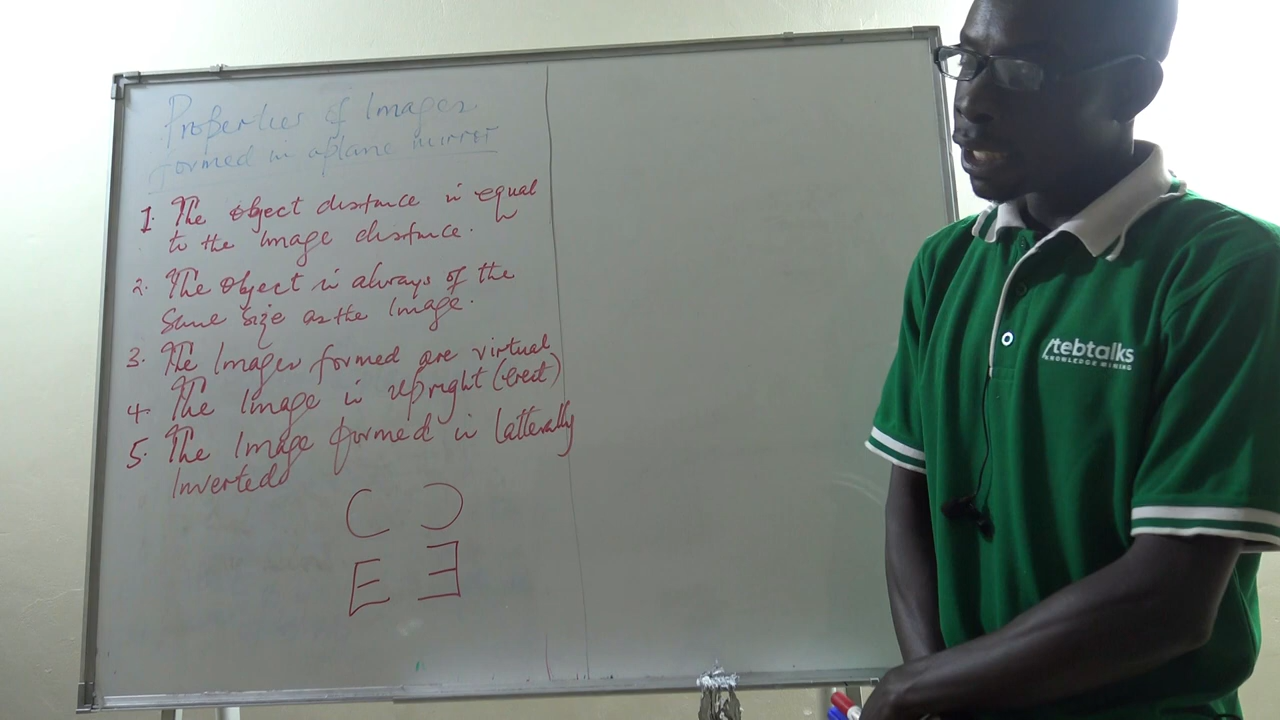 Properties of Images
formed in a plane mirror
1. The object distance is equal
to the Image distance.
2. The object is always of the
same size as the Image.
3. The Images formed are virtual
4. The Image is upright (erect)
5. The Image formed is latterally
Inverted
C Ɔ
E Ǝ
tebtalks
KNOWLEDGE MINING